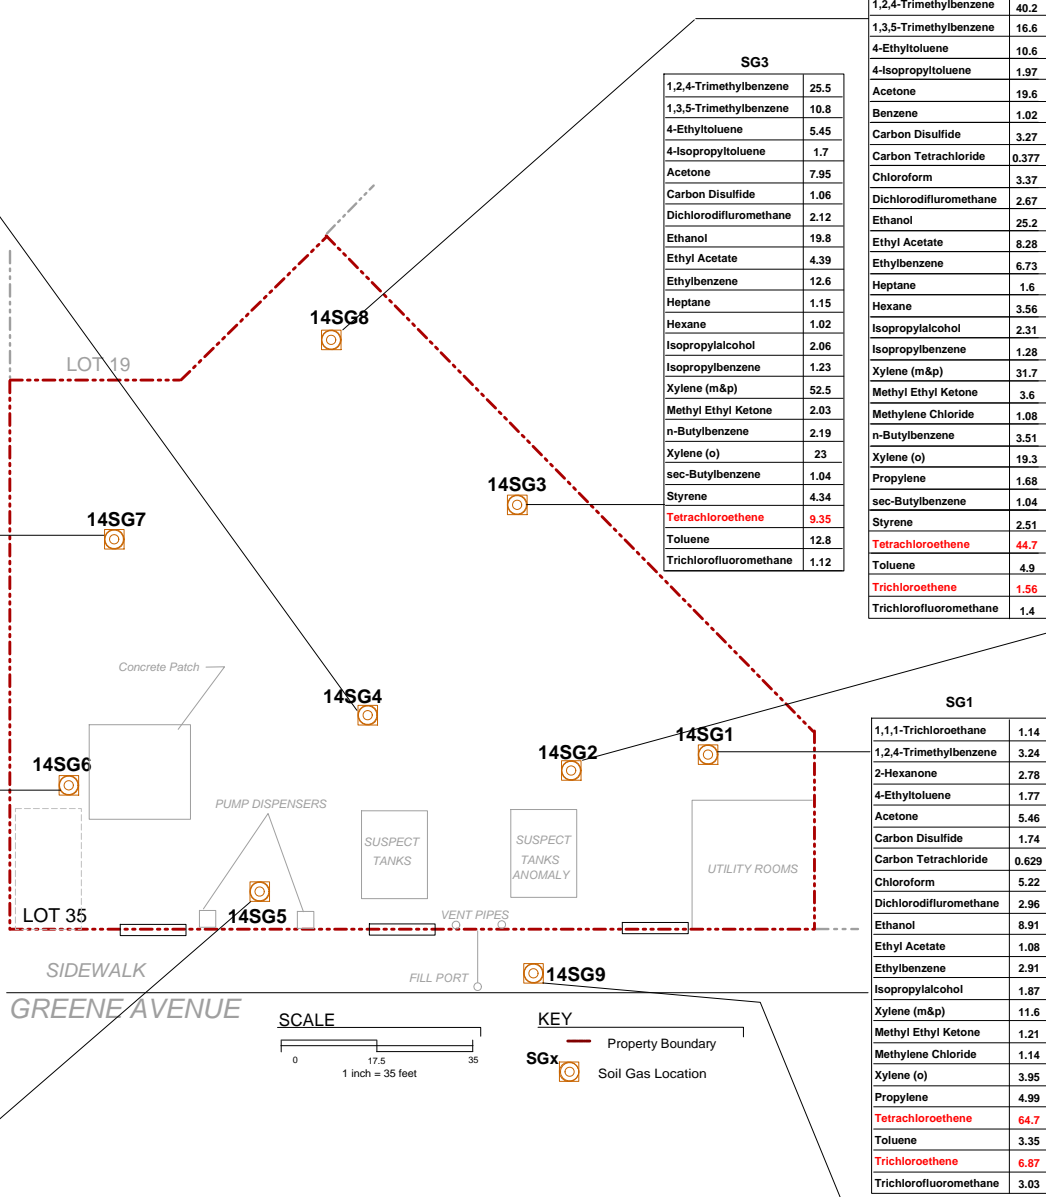 1,2,4-Trimethylbenzene 40.2
1,3,5-Trimethylbenzene 16.6
4-Ethyltoluene 10.6
4-Isopropyltoluene 1.97
Acetone 19.6
Benzene 1.02
Carbon Disulfide 3.27
Carbon Tetrachloride 0.377
Chloroform 3.37
Dichlorodifluromethane 2.67
Ethanol 25.2
Ethyl Acetate 8.28
Ethylbenzene 6.73
Heptane 1.6
Hexane 3.56
Isopropylalcohol 2.31
Isopropylbenzene 1.28
Xylene (m&p) 31.7
Methyl Ethyl Ketone 3.6
Methylene Chloride 1.08
n-Butylbenzene 3.51
Xylene (o) 19.3
Propylene 1.68
sec-Butylbenzene 1.04
Styrene 2.51
Tetrachloroethene 44.7
Toluene 4.9
Trichloroethene 1.56
Trichlorofluoromethane 1.4
SG3
1,2,4-Trimethylbenzene 25.5
1,3,5-Trimethylbenzene 10.8
4-Ethyltoluene 5.45
4-Isopropyltoluene 1.7
Acetone 7.95
Carbon Disulfide 1.06
Dichlorodifluromethane 2.12
Ethanol 19.8
Ethyl Acetate 4.39
Ethylbenzene 12.6
Heptane 1.15
Hexane 1.02
Isopropylalcohol 2.06
Isopropylbenzene 1.23
Xylene (m&p) 52.5
Methyl Ethyl Ketone 2.03
n-Butylbenzene 2.19
Xylene (o) 23
sec-Butylbenzene 1.04
Styrene 4.34
Tetrachloroethene 9.35
Toluene 12.8
Trichlorofluoromethane 1.12
14SG8
LOT 19
14SG3
14SG7
Concrete Patch
14SG4
14SG1
14SG2
14SG6
PUMP DISPENSERS
SUSPECT
TANKS
SUSPECT
TANKS
ANOMALY
UTILITY ROOMS
LOT 35
14SG5
VENT PIPES
SIDEWALK
FILL PORT
14SG9
GREENE AVENUE
SCALE
0 17.5 35
1 inch = 35 feet
KEY
Property Boundary
SGx
Soil Gas Location
SG1
1,1,1-Trichloroethane 1.14
1,2,4-Trimethylbenzene 3.24
2-Hexanone 2.78
4-Ethyltoluene 1.77
Acetone 5.46
Carbon Disulfide 1.74
Carbon Tetrachloride 0.629
Chloroform 5.22
Dichlorodifluromethane 2.96
Ethanol 8.91
Ethyl Acetate 1.08
Ethylbenzene 2.91
Isopropylalcohol 1.87
Xylene (m&p) 11.6
Methyl Ethyl Ketone 1.21
Methylene Chloride 1.14
Xylene (o) 3.95
Propylene 4.99
Tetrachloroethene 64.7
Toluene 3.35
Trichloroethene 6.87
Trichlorofluoromethane 3.03